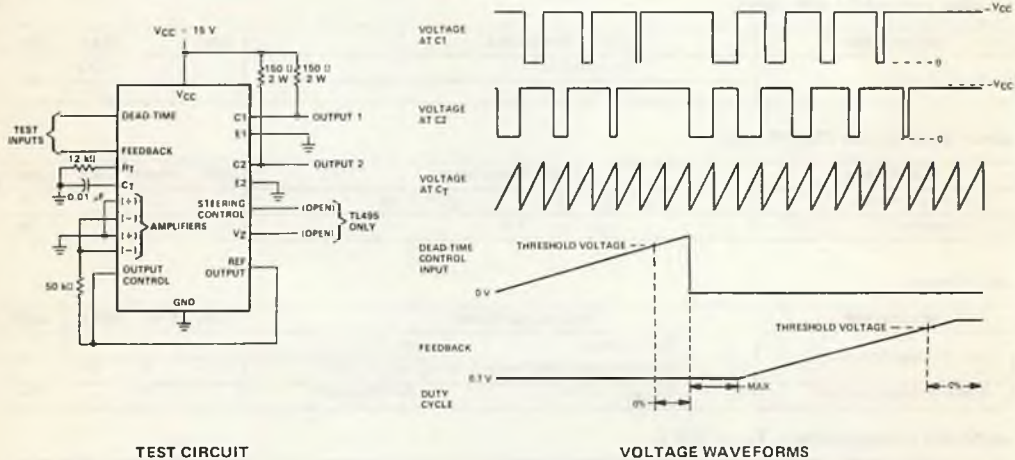 VCC = 15 V
150 Ω
2 W
150 Ω
2 W
VCC
DEAD-TIME
TEST
INPUTS
FEEDBACK
12 kΩ
RT
CT
0.01 μF
(+)
(−)
(+)
(−)
AMPLIFIERS
OUTPUT
CONTROL
50 kΩ
GND
C1
OUTPUT 1
E1
C2
OUTPUT 2
E2
STEERING
CONTROL
(OPEN)
VZ
(OPEN)
TL495
ONLY
REF
OUTPUT
TEST CIRCUIT
VOLTAGE
AT C1
VCC
0
VOLTAGE
AT C2
VCC
0
VOLTAGE
AT CT
DEAD-TIME
CONTROL
INPUT
THRESHOLD VOLTAGE
0 V
THRESHOLD VOLTAGE
FEEDBACK
0.7 V
DUTY
CYCLE
0%
MAX
0%
VOLTAGE WAVEFORMS